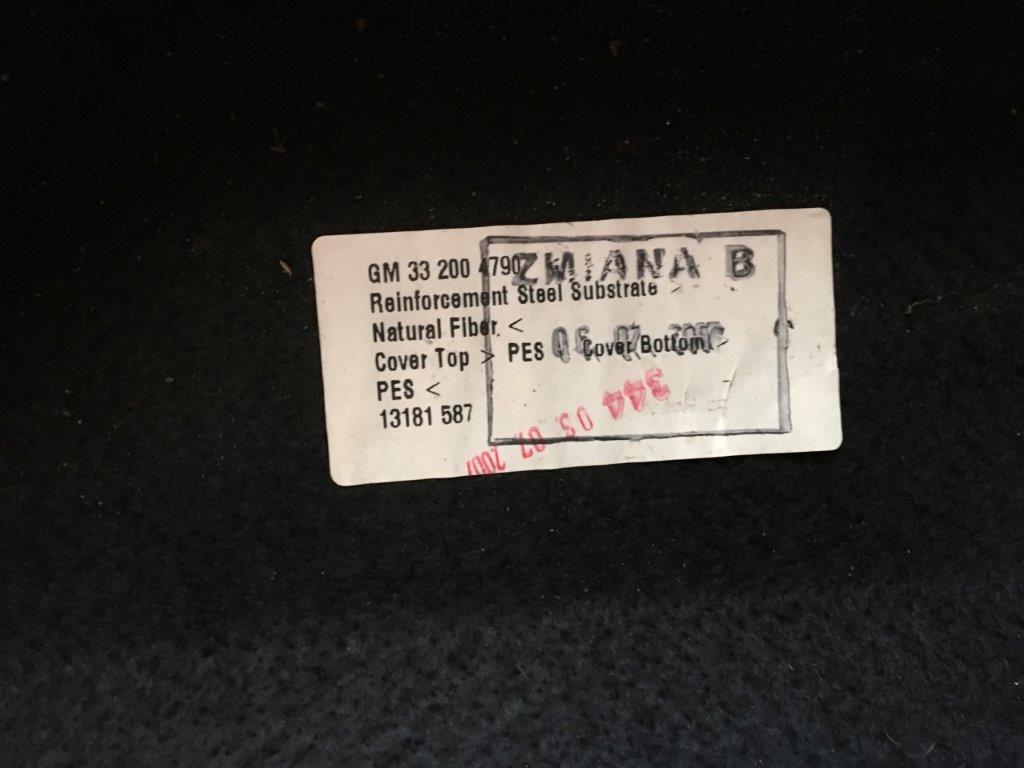 GM 33 200 4790
ZMIANA B
Reinforcement Steel Substrate >
Natural Fiber <
Cover Top > PES < Cover Bottom >
PES <
13181 587
344 05. 02 2007